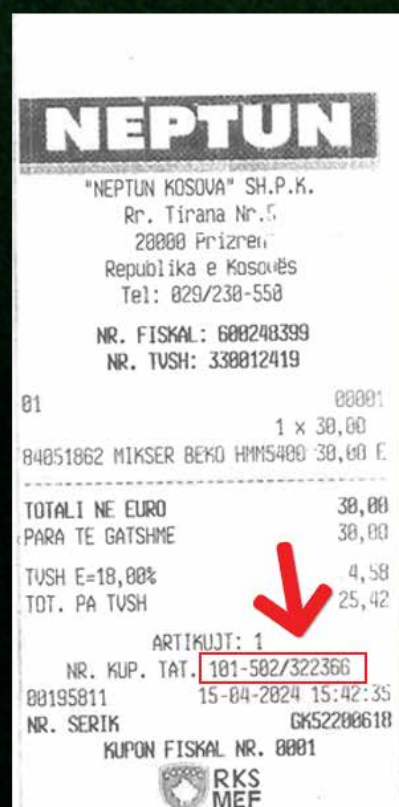 NEPTUN
"NEPTUN KOSOVA" SH.P.K.
Rr. Tirana Nr.5
20000 Prizren
Republika e Kosovës
Tel: 029/230-550
NR. FISKAL: 600248399
NR. TVSH: 330012419
01 00001
1 x 30,00
84051862 MIKSER BEKO HMM5400 30,00 E
TOTALI NE EURO 30,00
PARA TE GATSHME 30,00
TVSH E=18,00% 4,58
TOT. PA TVSH 25,42
ARTIKUJT: 1
NR. KUP. TAT. 101-502/322366
00195811 15-04-2024 15:42:35
NR. SERIK GK52200618
KUPON FISKAL NR. 0001
RKS
MEF